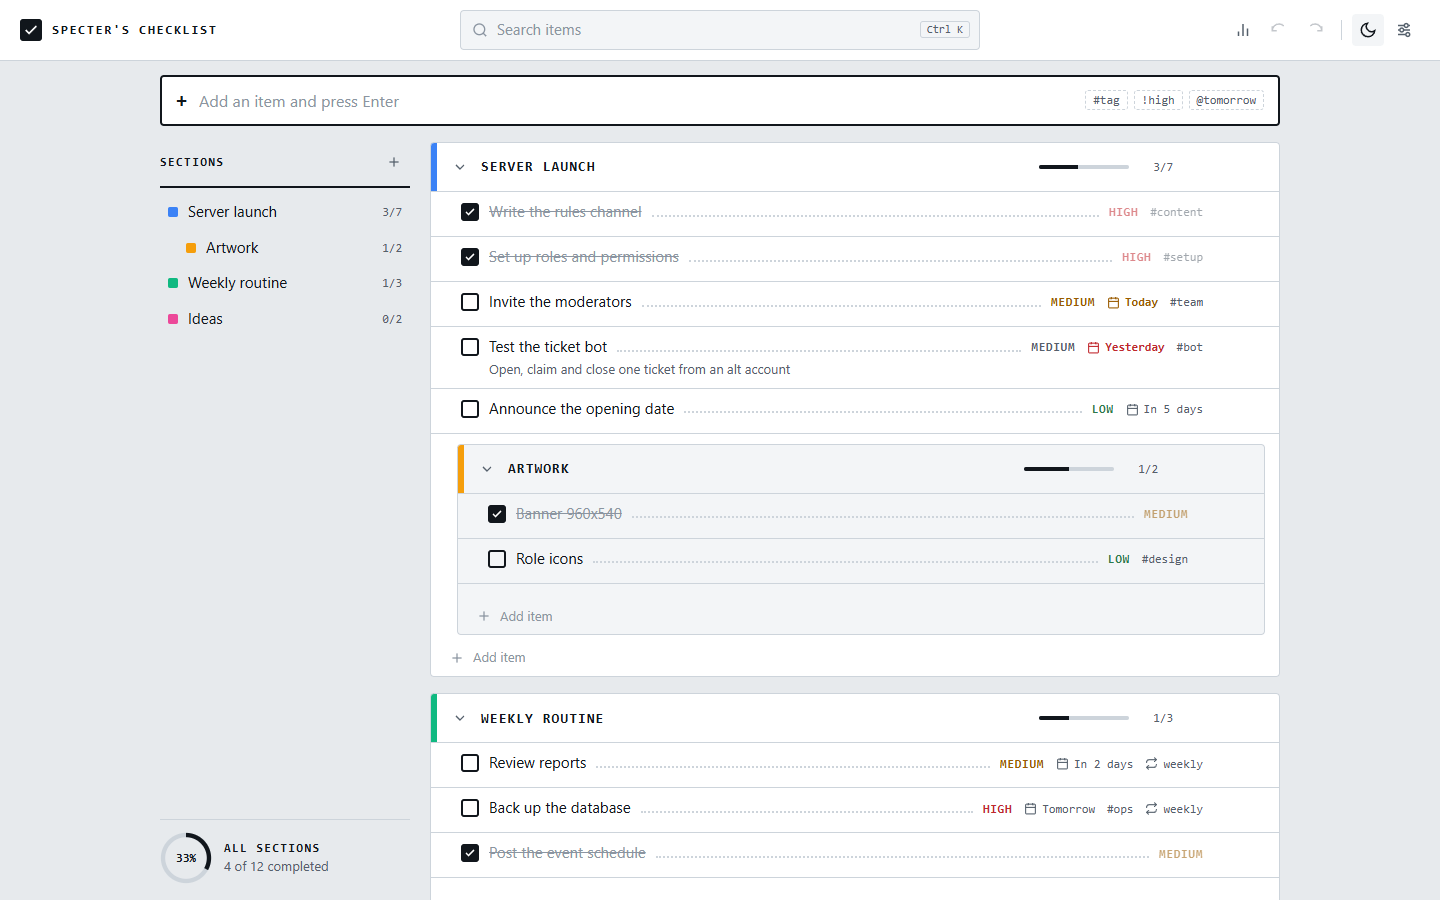 SPECTER'S CHECKLIST
Search items
Ctrl K
Add an item and press Enter
#tag
!high
@tomorrow
SECTIONS
Server launch 3/7
Artwork 1/2
Weekly routine 1/3
Ideas 0/2
33%
ALL SECTIONS
4 of 12 completed
SERVER LAUNCH 3/7
Write the rules channel HIGH #content
Set up roles and permissions HIGH #setup
Invite the moderators MEDIUM Today #team
Test the ticket bot MEDIUM Yesterday #bot
Open, claim and close one ticket from an alt account
Announce the opening date LOW In 5 days
ARTWORK 1/2
Banner 960x540 MEDIUM
Role icons LOW #design
Add item
Add item
WEEKLY ROUTINE 1/3
Review reports MEDIUM In 2 days weekly
Back up the database HIGH Tomorrow #ops weekly
Post the event schedule MEDIUM